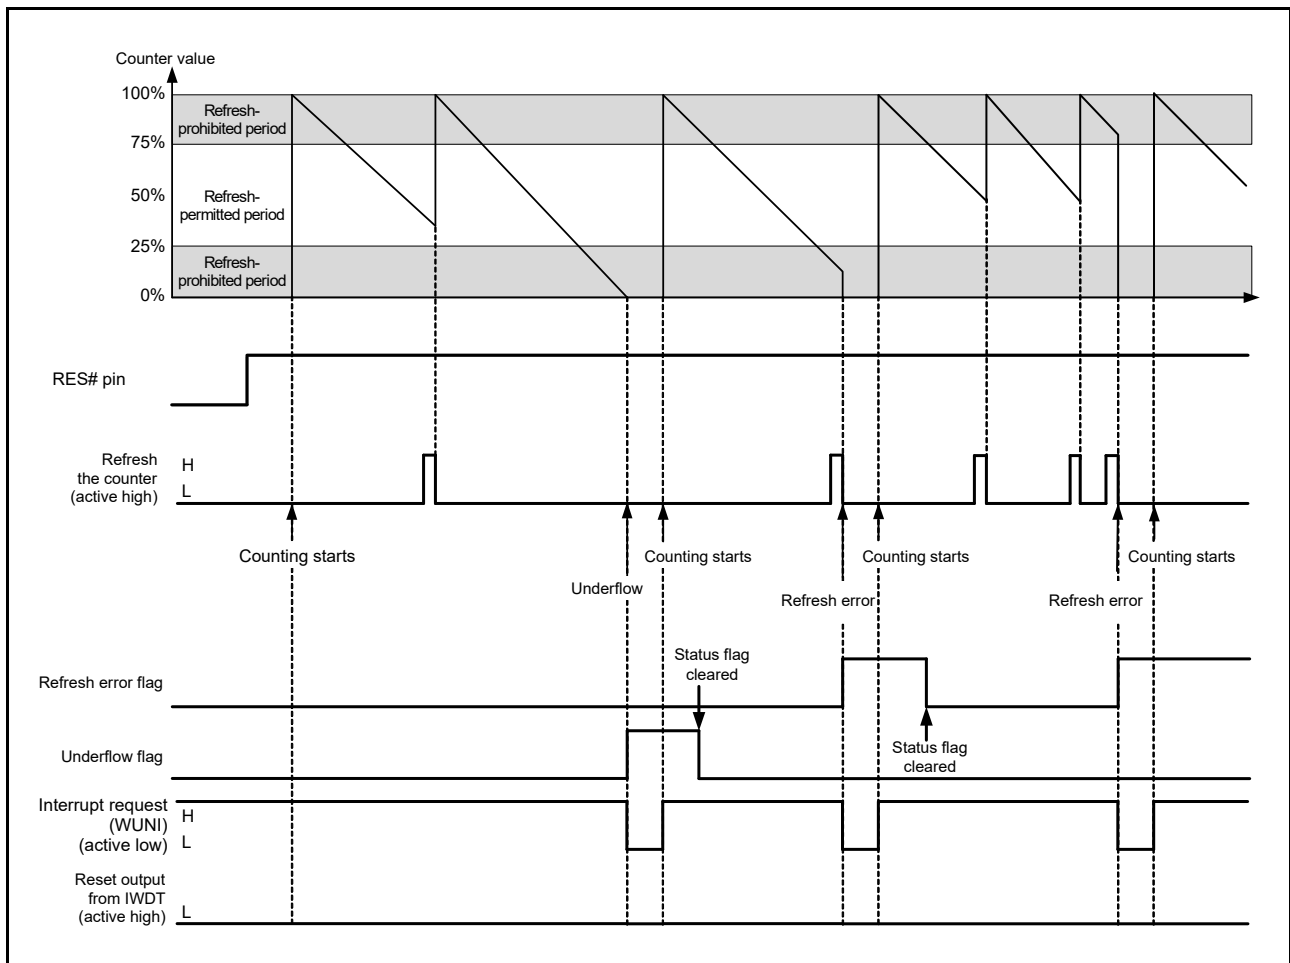 Counter value
100%
Refresh-
prohibited period
75%
50%
Refresh-
permitted period
25%
Refresh-
prohibited period
0%
RES# pin
Refresh
the counter
(active high)
H
L
Counting starts
Counting starts
Counting starts
Counting starts
Underflow
Refresh error
Refresh error
Status flag
cleared
Refresh error flag
Status flag
cleared
Underflow flag
Interrupt request
(WUNI)
(active low)
H
L
Reset output
from IWDT
(active high)
L